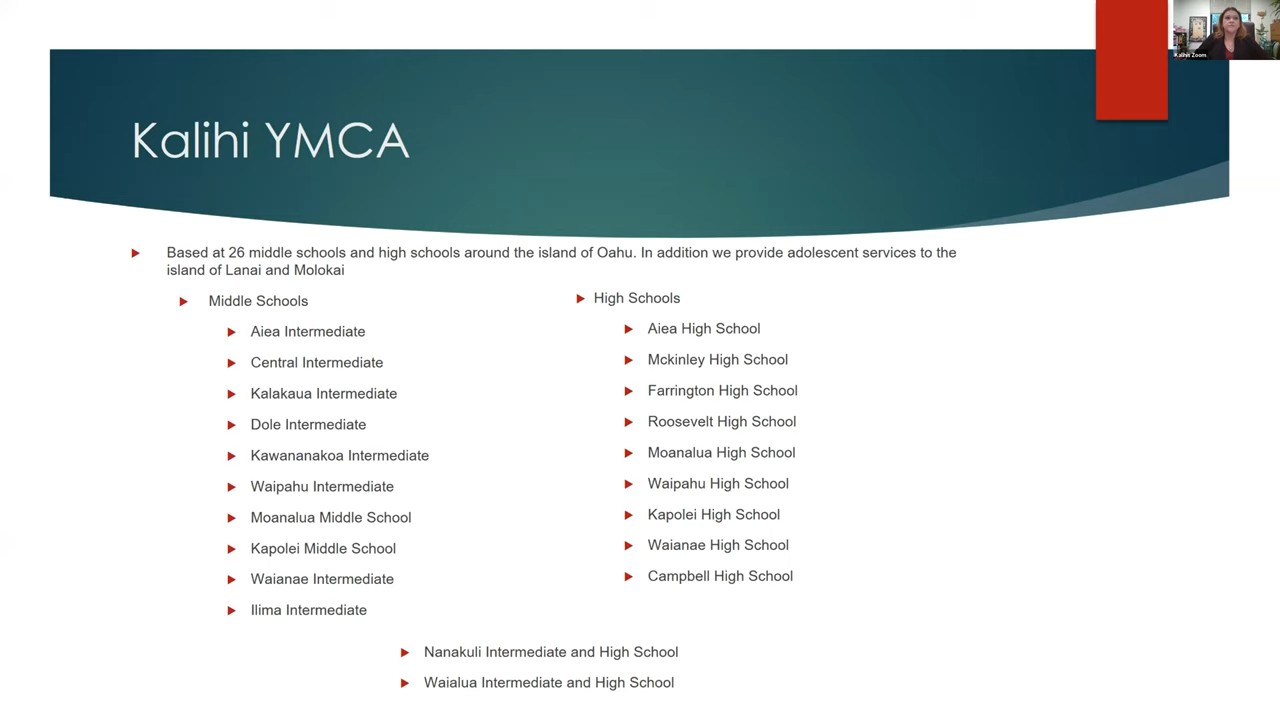 Kalihi Zoom
Kalihi YMCA
Based at 26 middle schools and high schools around the island of Oahu. In addition we provide adolescent services to the
island of Lanai and Molokai
Middle Schools
Aiea Intermediate
Central Intermediate
Kalakaua Intermediate
Dole Intermediate
Kawananakoa Intermediate
Waipahu Intermediate
Moanalua Middle School
Kapolei Middle School
Waianae Intermediate
Ilima Intermediate
High Schools
Aiea High School
Mckinley High School
Farrington High School
Roosevelt High School
Moanalua High School
Waipahu High School
Kapolei High School
Waianae High School
Campbell High School
Nanakuli Intermediate and High School
Waialua Intermediate and High School